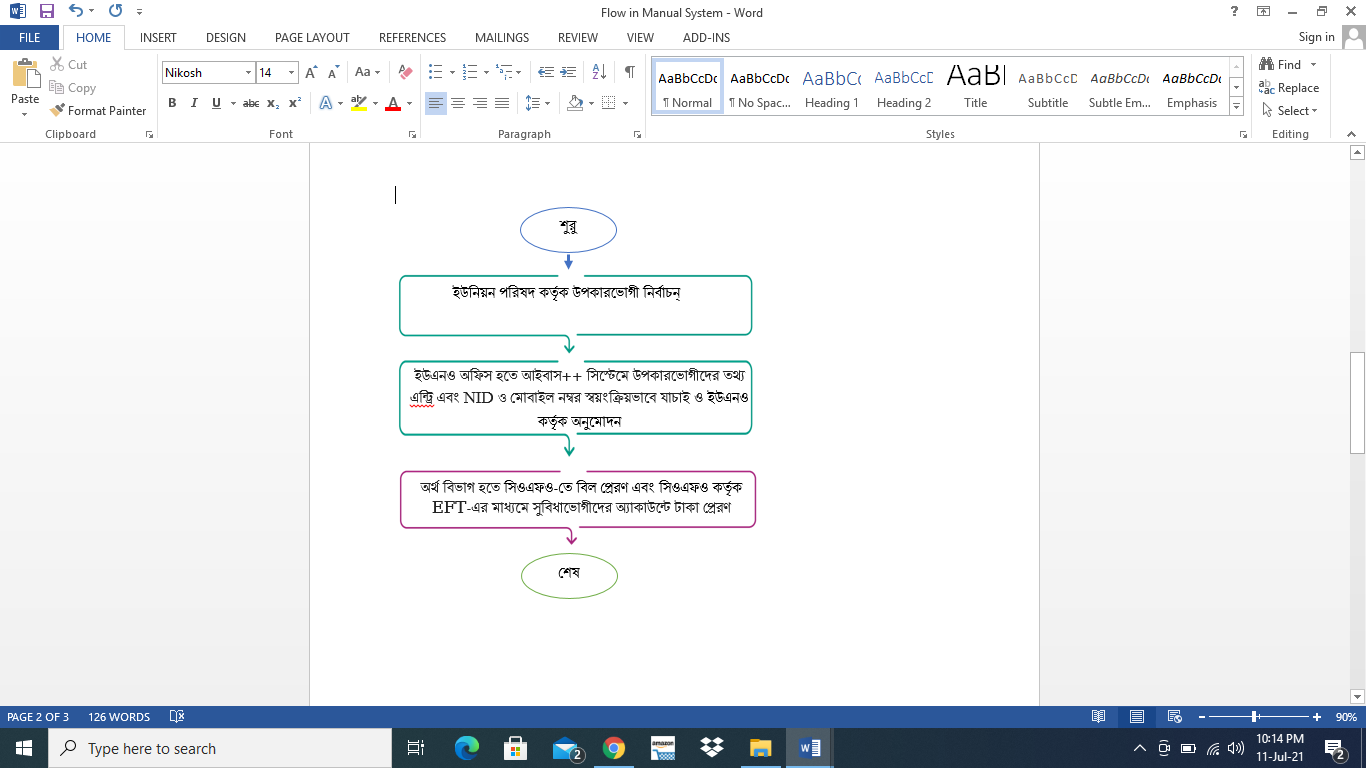 Flow in Manual System - Word
FILE HOME INSERT DESIGN PAGE LAYOUT REFERENCES MAILINGS REVIEW VIEW ADD-INS Sign in
Paste
Cut
Copy
Format Painter
Clipboard
Nikosh 14
Font
Paragraph
AaBbCcDc AaBbCcDc AaBbCc AaBbCcD AaBl AaBbCcD AaBbCcDc AaBbCcDc
¶ Normal ¶ No Spac... Heading 1 Heading 2 Title Subtitle Subtle Em... Emphasis
Styles
Find
Replace
Select
Editing
শুরু
ইউনিয়ন পরিষদ কর্তৃক উপকারভোগী নির্বাচন্
ইউএনও অফিস হতে আইবাস++ সিস্টেমে উপকারভোগীদের তথ্য
এন্ট্রি এবং NID ও মোবাইল নম্বর স্বয়ংক্রিয়ভাবে যাচাই ও ইউএনও
কর্তৃক অনুমোদন
অর্থ বিভাগ হতে সিওএফও-তে বিল প্রেরণ এবং সিওএফও কর্তৃক
EFT-এর মাধ্যমে সুবিধাভোগীদের অ্যাকাউন্টে টাকা প্রেরণ
শেষ
PAGE 2 OF 3 126 WORDS 90%
Type here to search
amazon
2
10:14 PM
11-Jul-21
2